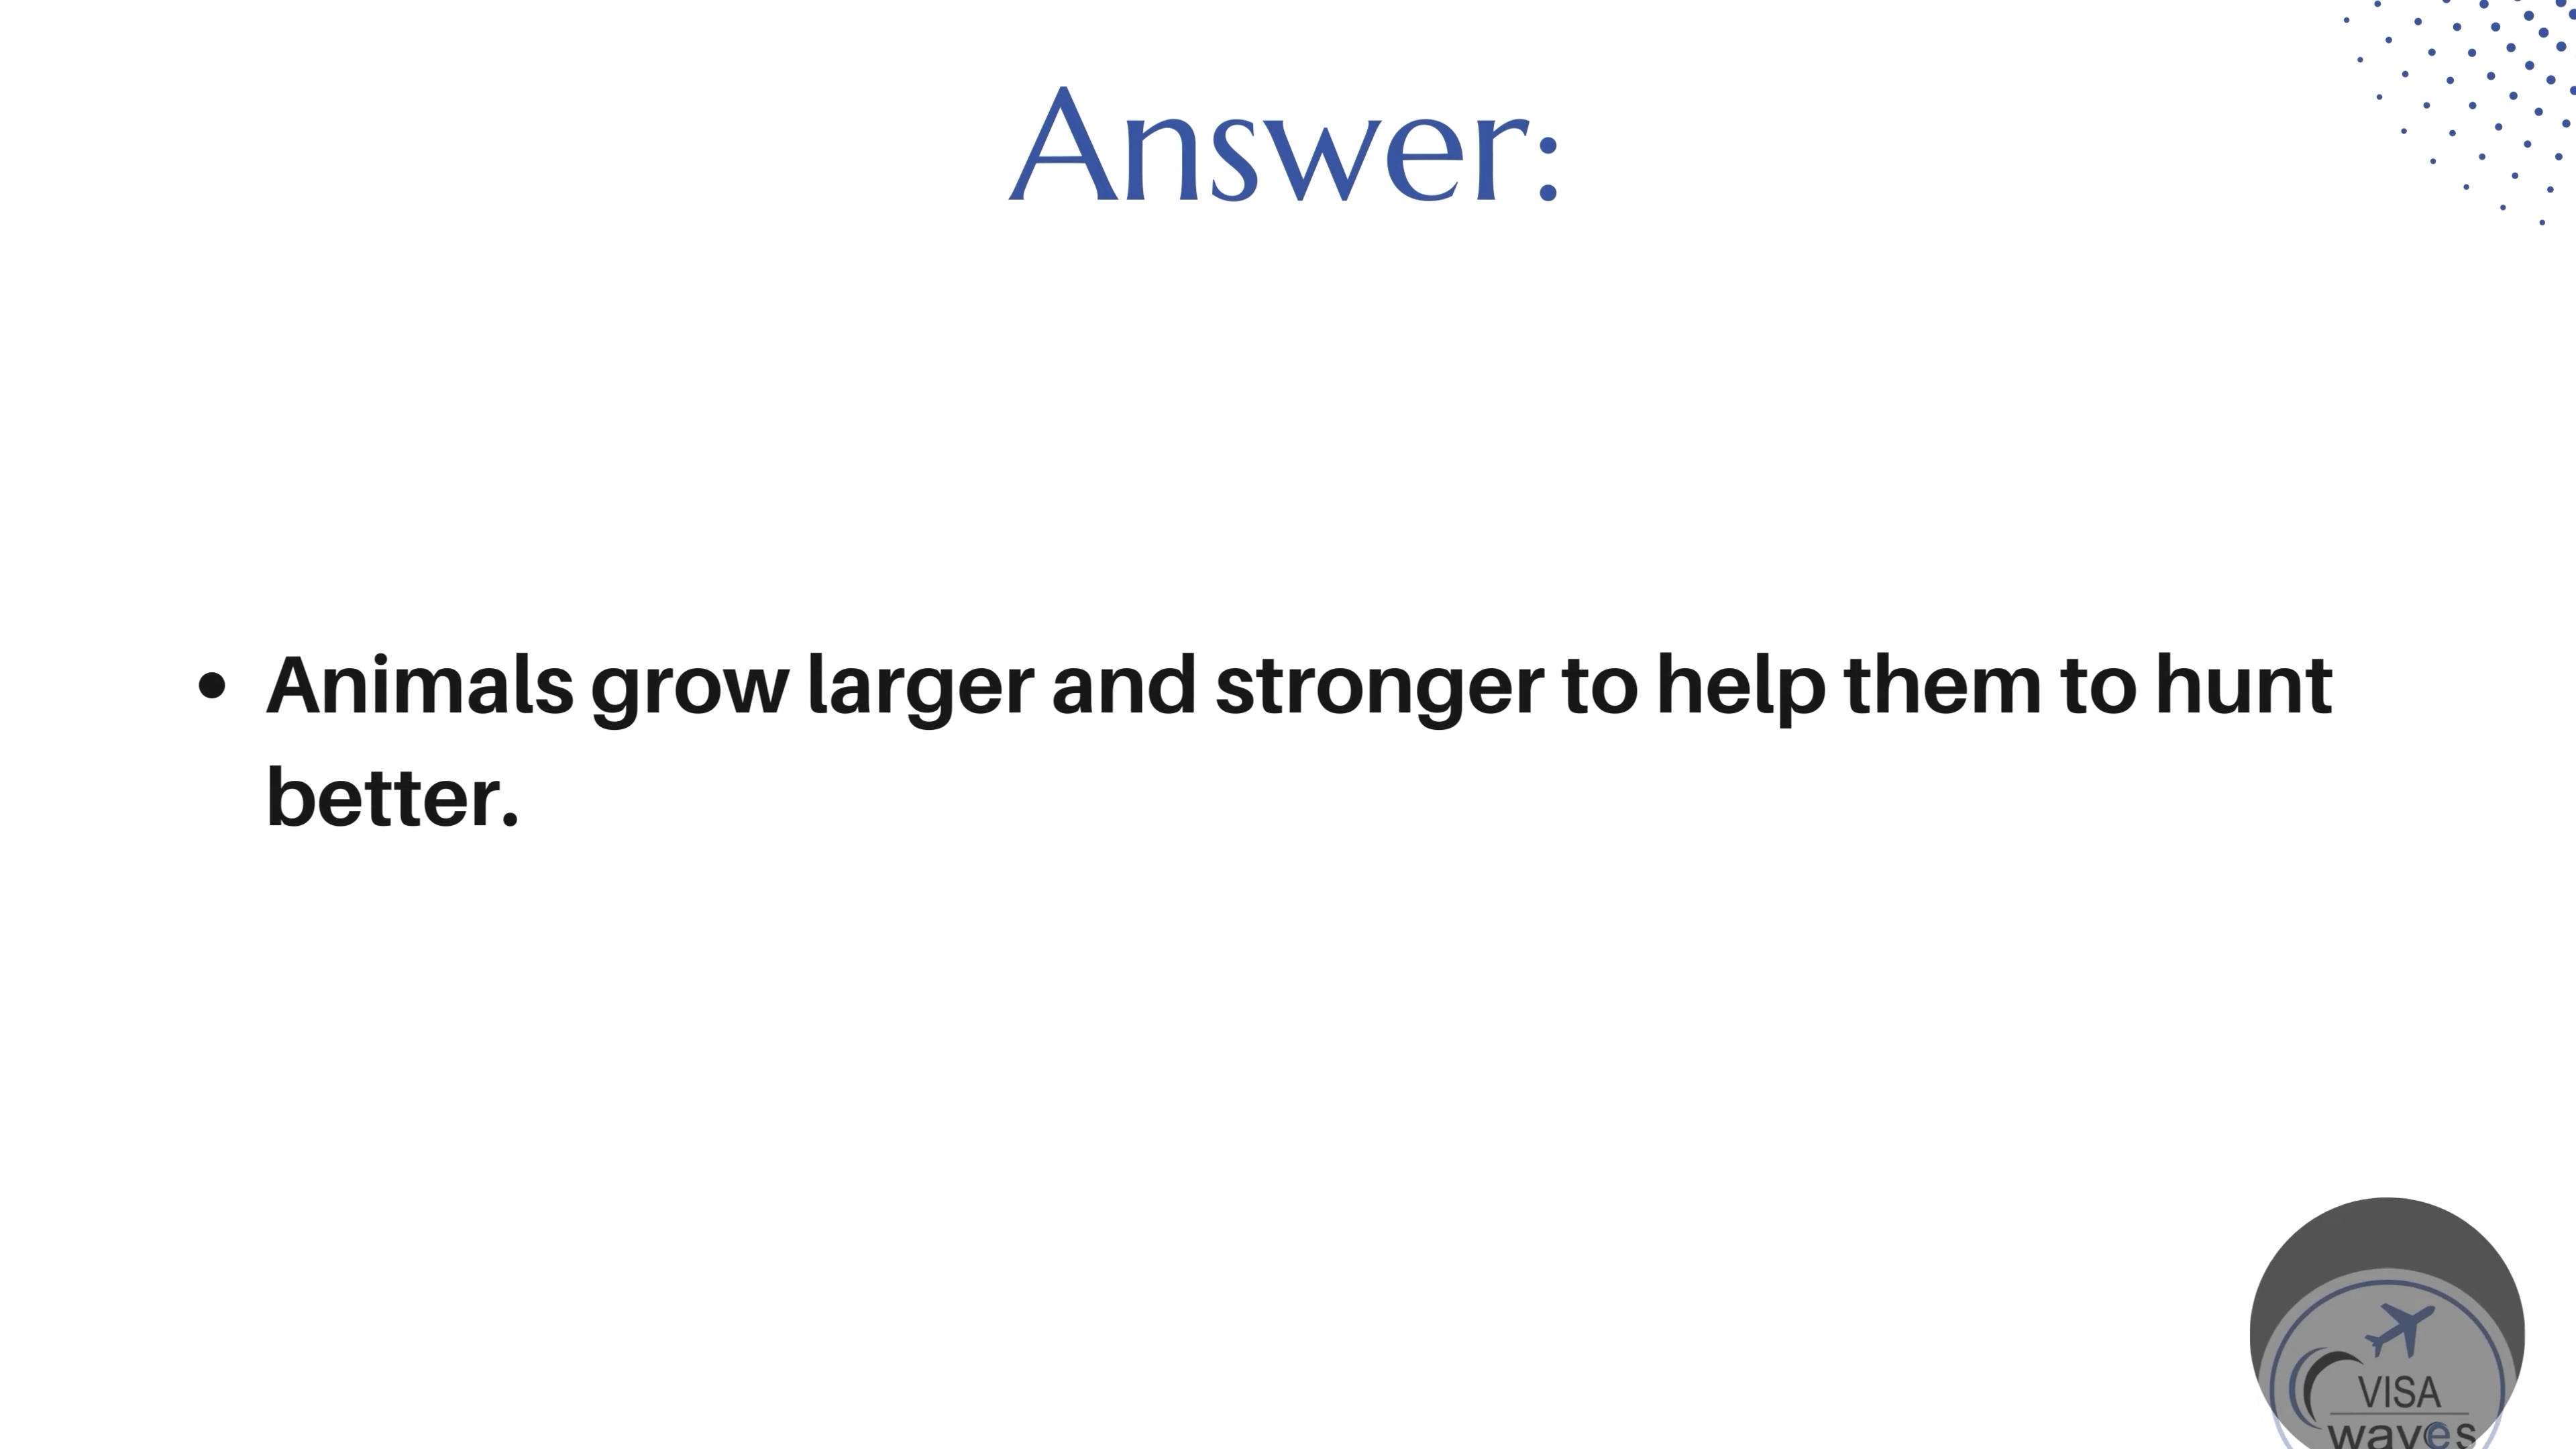 Answer:
• Animals grow larger and stronger to help them to hunt
better.
VISA
waves